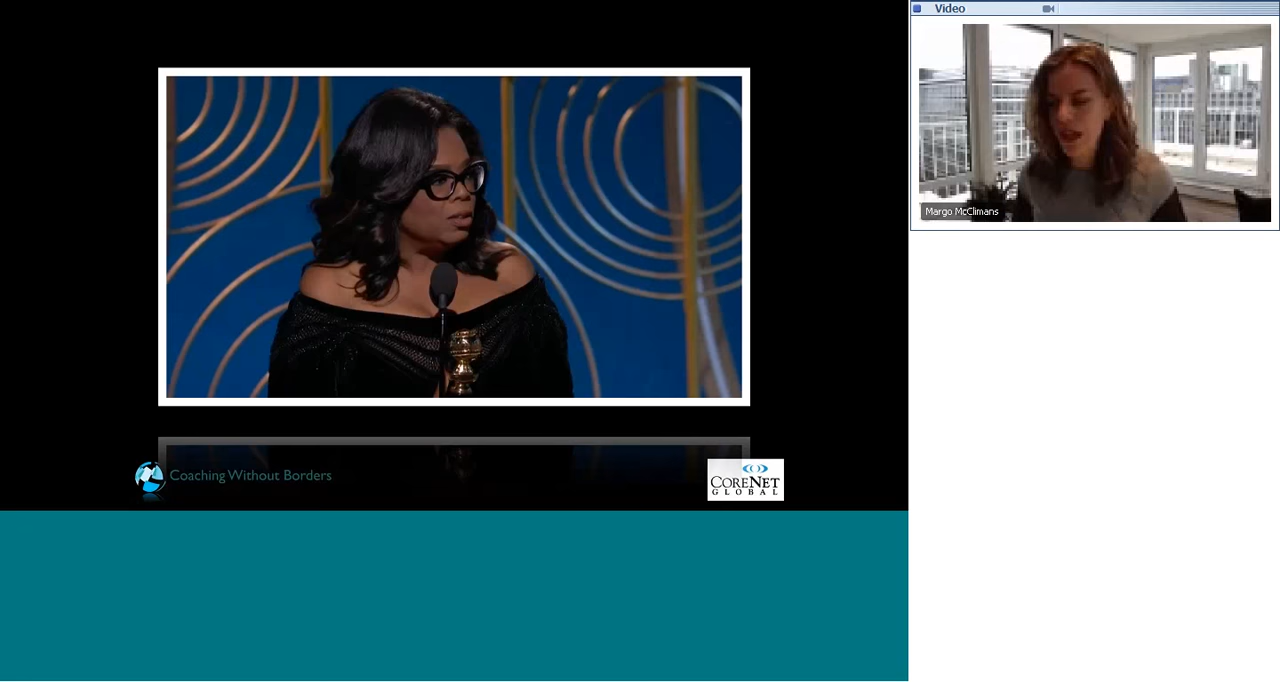 Video
Margo McClimans
Coaching Without Borders
CORENET
GLOBAL